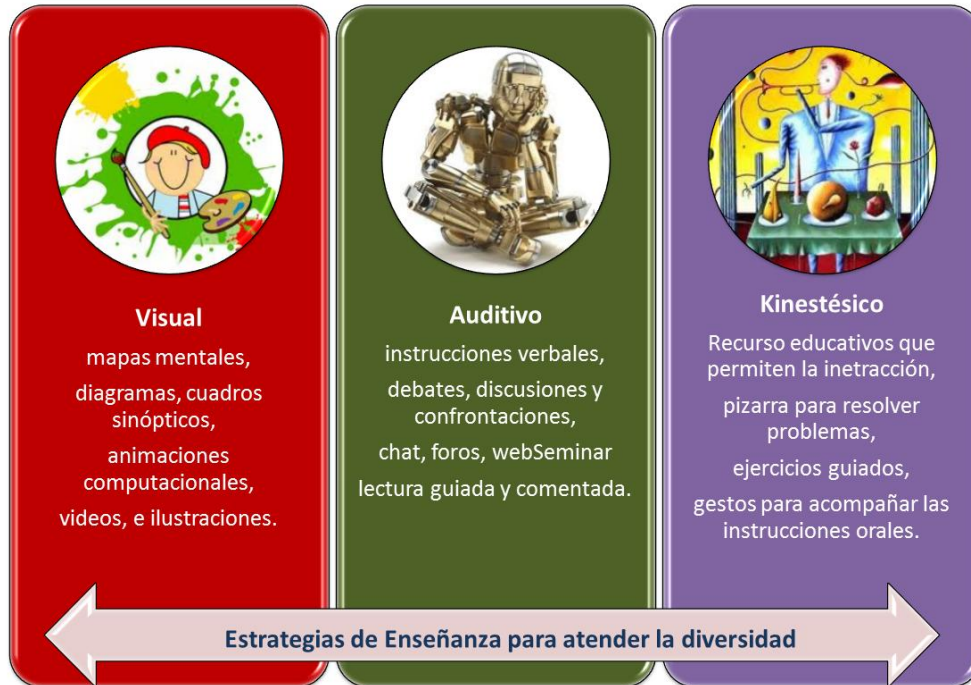 Visual
mapas mentales,
diagramas, cuadros
sinópticos,
animaciones
computacionales,
videos, e ilustraciones.
Auditivo
instrucciones verbales,
debates, discusiones y
confrontaciones,
chat, foros, webSeminar
lectura guiada y comentada.
Kinestésico
Recurso educativos que
permiten la inetracción,
pizarra para resolver
problemas,
ejercicios guiados,
gestos para acompañar las
instrucciones orales.
Estrategias de Enseñanza para atender la diversidad